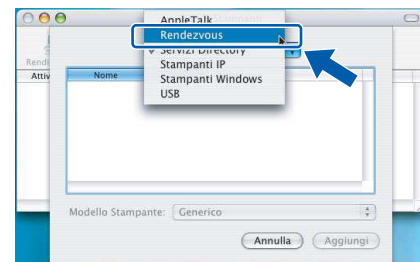 AppleTalk
Rendezvous
Servizi Directory
Stampanti IP
Stampanti Windows
USB
Rendi
Attiv
Nome
Modello Stampante: Generico
Annulla
Aggiungi